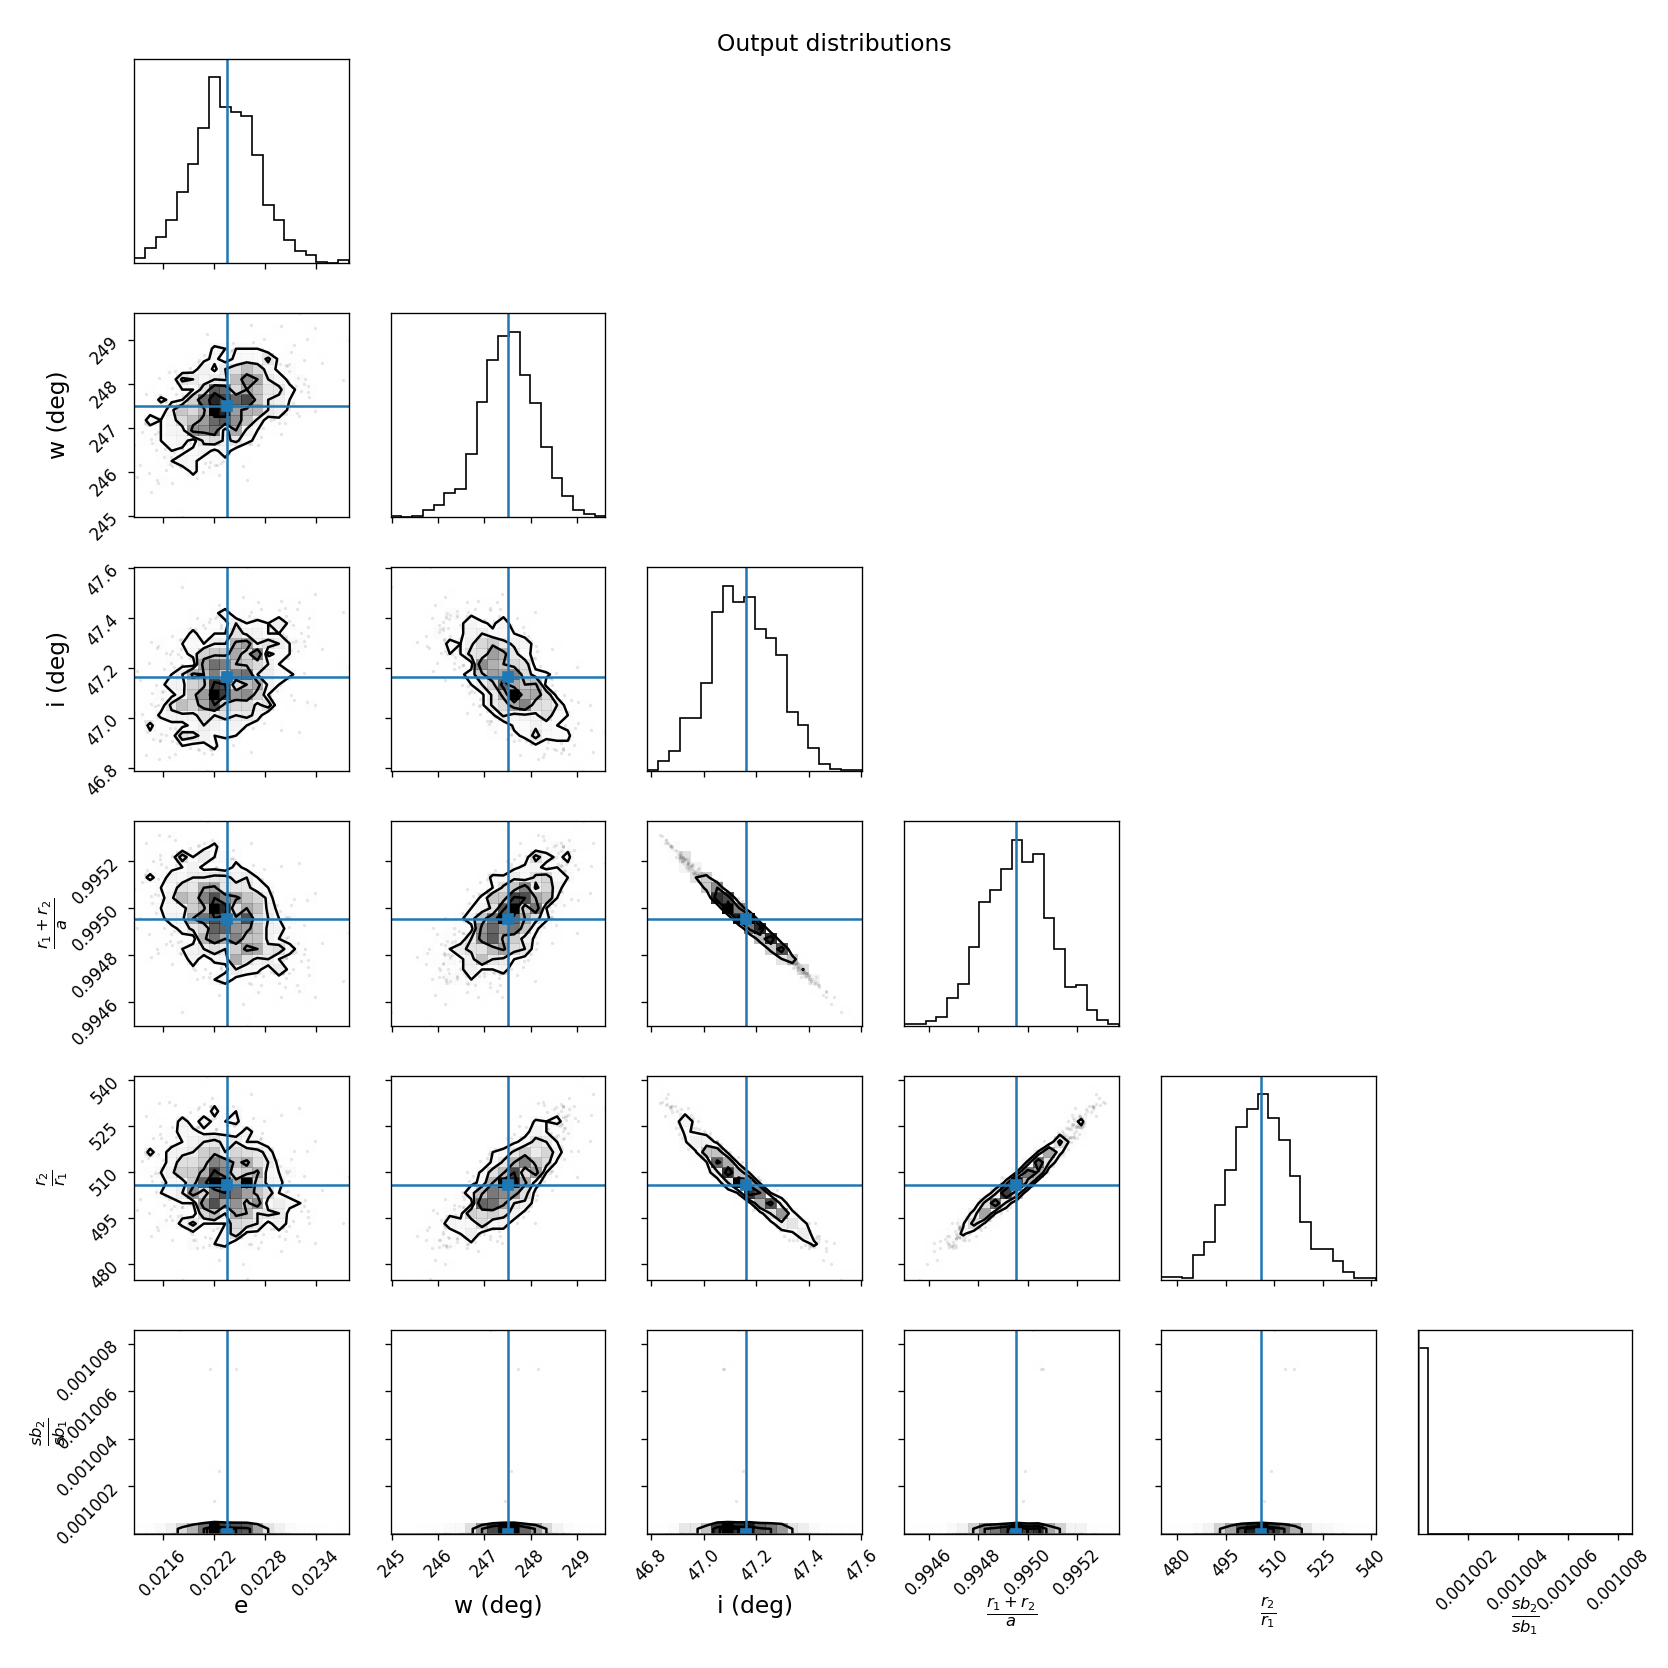 Output distributions
w (deg)
249
248
247
246
245
i (deg)
47.6
47.4
47.2
47.0
46.8
r₁ + r₂
a
0.9952
0.9950
0.9948
0.9946
r₂
r₁
540
525
510
495
480
sb₂
sb₁
0.001008
0.001006
0.001004
0.001002
0.0216 0.0222 0.0228 0.0234
245 246 247 248 249
46.8 47.0 47.2 47.4 47.6
0.9946 0.9948 0.9950 0.9952
480 495 510 525 540
0.001002 0.001004 0.001006 0.001008
e
w (deg)
i (deg)
r₁ + r₂
a
r₂
r₁
sb₂
sb₁